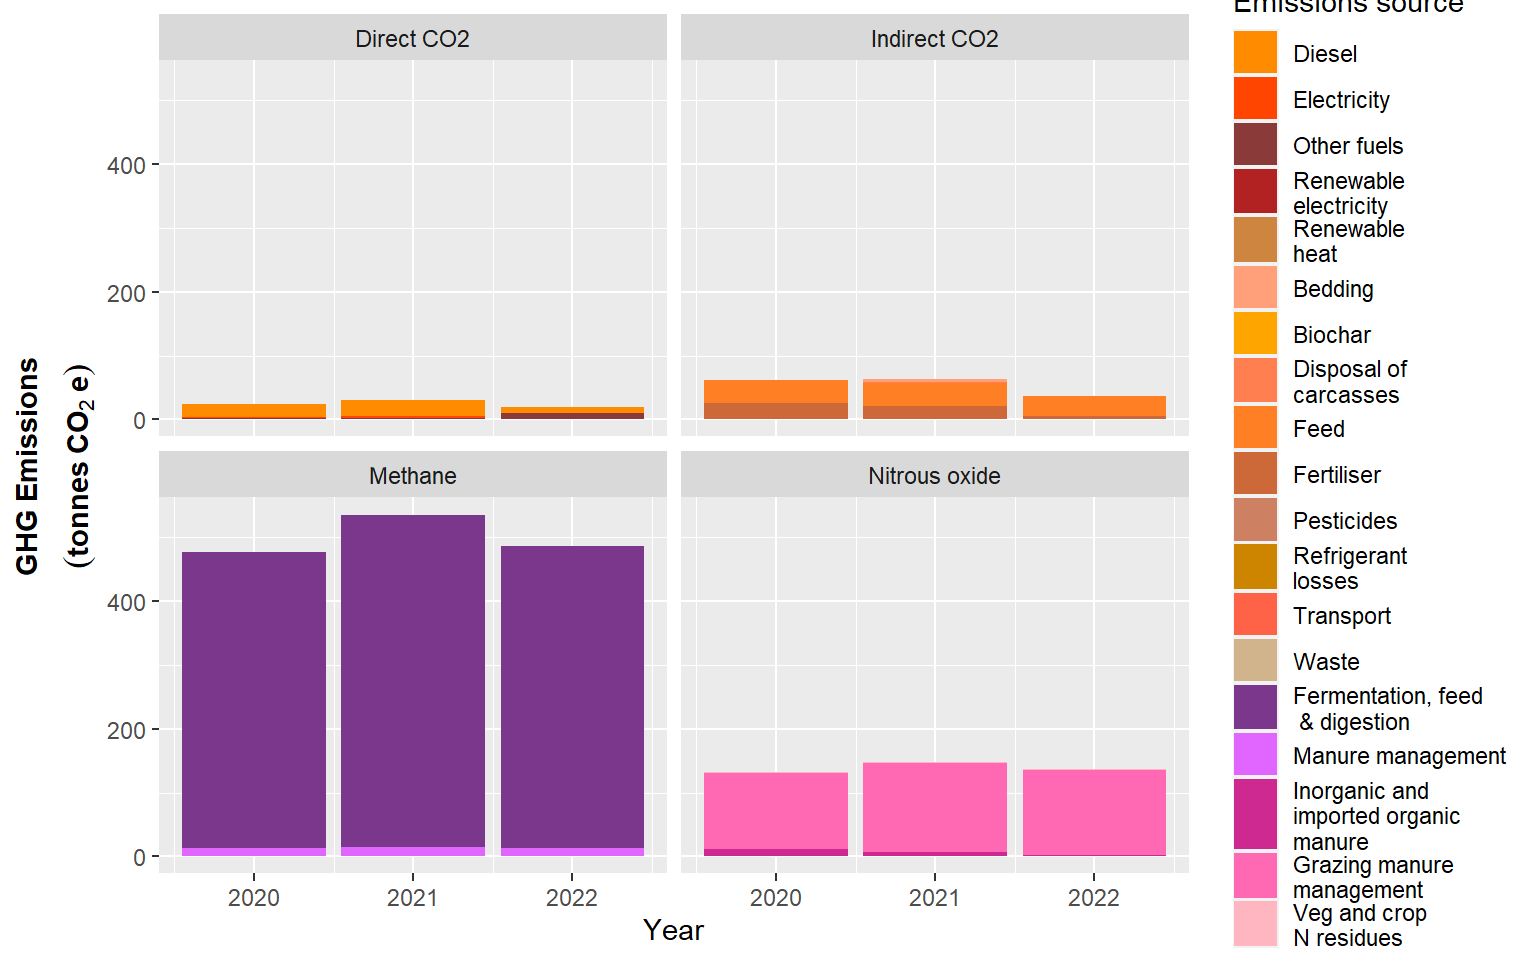 Emissions source
Direct CO2
Indirect CO2
400
200
0
Methane
Nitrous oxide
400
200
0
2020
2021
2022
2020
2021
2022
Year
GHG Emissions
(tonnes CO₂ e)
Diesel
Electricity
Other fuels
Renewable
electricity
Renewable
heat
Bedding
Biochar
Disposal of
carcasses
Feed
Fertiliser
Pesticides
Refrigerant
losses
Transport
Waste
Fermentation, feed
& digestion
Manure management
Inorganic and
imported organic
manure
Grazing manure
management
Veg and crop
N residues